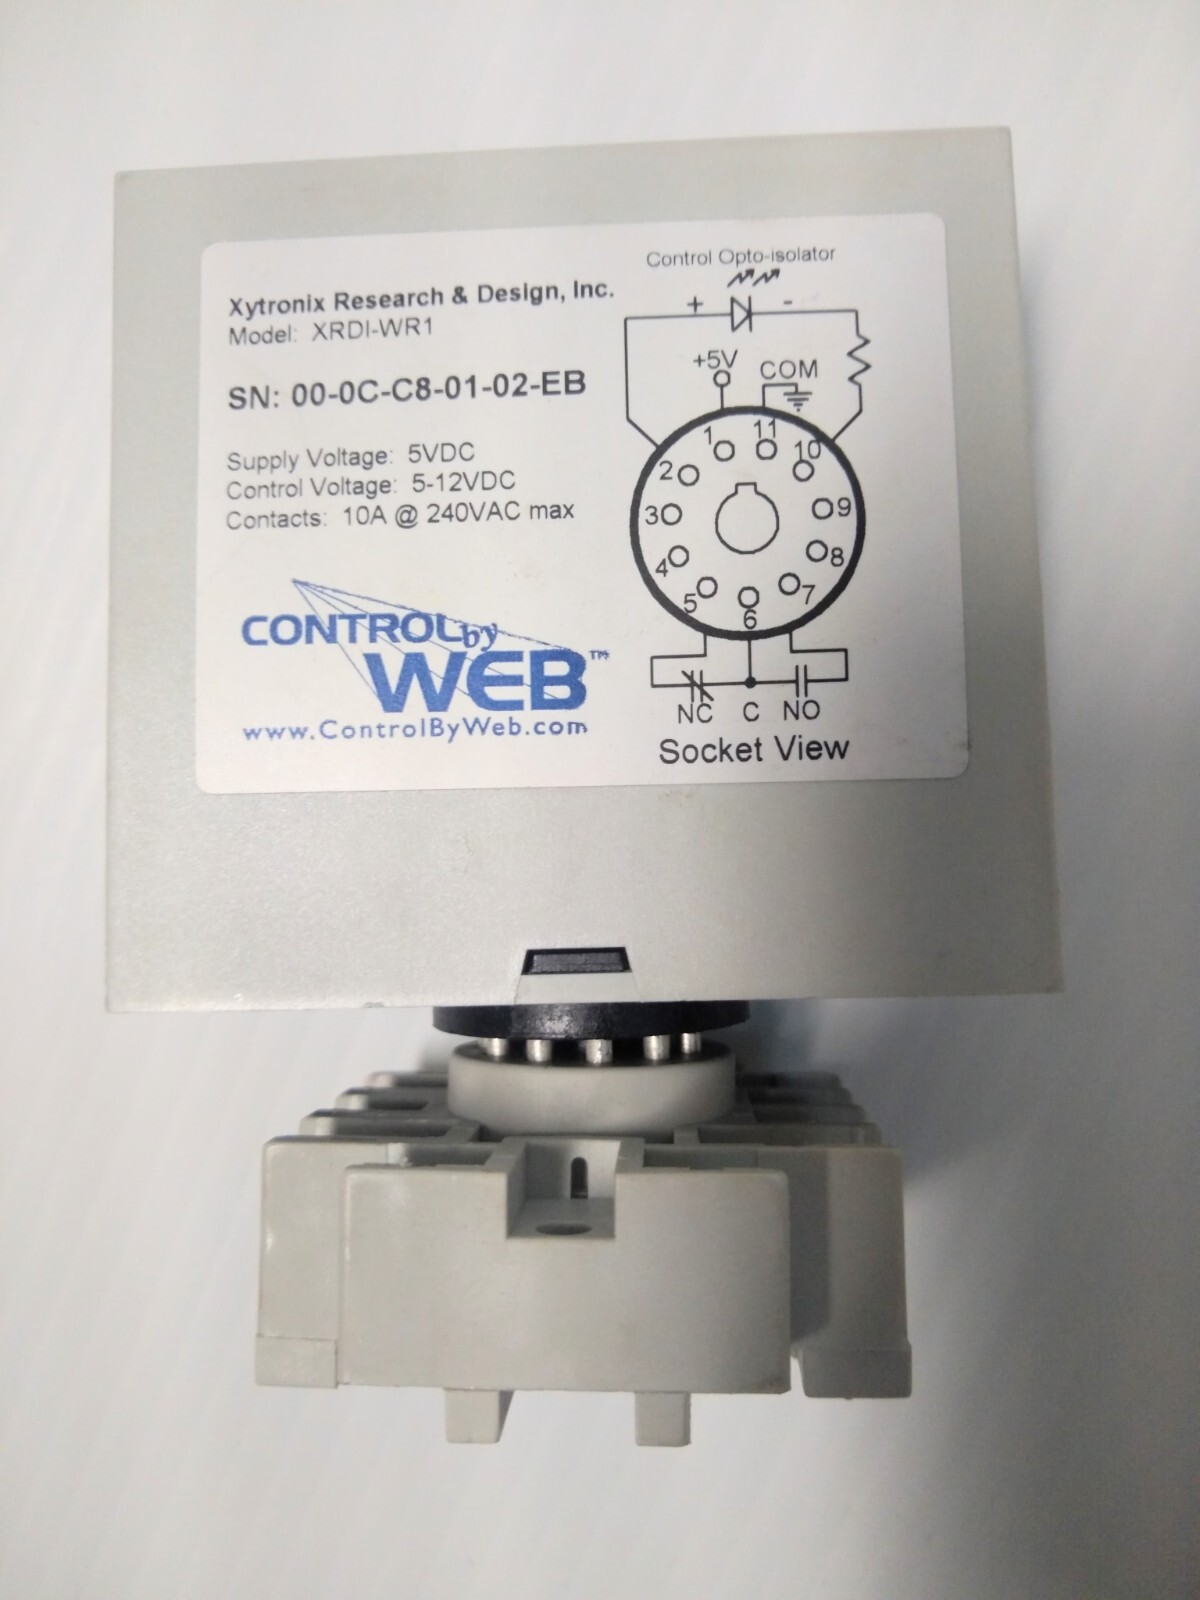 Xytronix Research & Design, Inc.
Model: XRDI-WR1
SN: 00-0C-C8-01-02-EB
Supply Voltage: 5VDC
Control Voltage: 5-12VDC
Contacts: 10A @ 240VAC max
CONTROL by
WEB™
www.ControlByWeb.com
Control Opto-isolator
+ -
+5V COM
1 11 10
2
3 9
4 8
5 6 7
NC C NO
Socket View